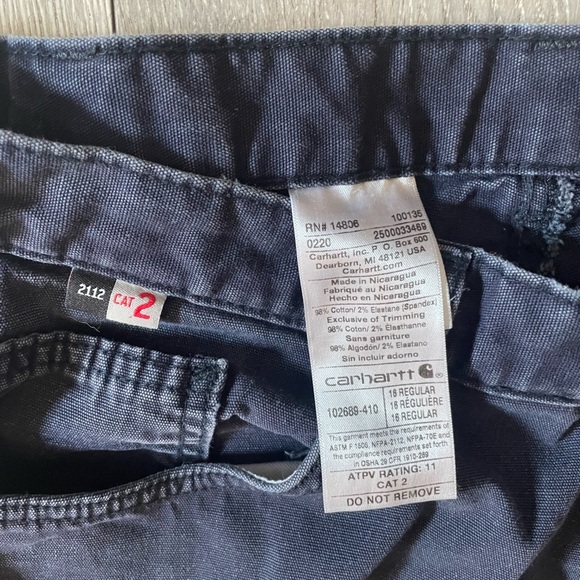 RN# 14806 100135
0220 2500033489
Carhartt, Inc. P. O. Box 600
Dearborn, MI 48121 USA
Carhartt.com
Made in Nicaragua
Fabriqué au Nicaragua
Hecho en Nicaragua
98% Cotton/ 2% Elastane (Spandex)
Exclusive of Trimming
98% Coton/ 2% Élasthanne
Sans garniture
98% Algodón/ 2% Elastano
Sin incluir adorno
carhartt
102689-410
16 REGULAR
16 RÉGULIÈRE
16 REGULAR
This garment meets the requirements of
ASTM F 1506, NFPA-2112, NFPA-70E and
the compliance requirements set forth
in OSHA 29 CFR 1910-269
ATPV RATING: 11
CAT 2
DO NOT REMOVE
2112 CAT 2